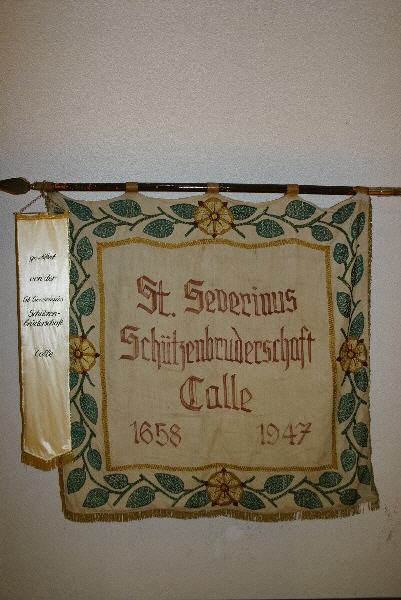 gestiftet
von der
St. Severinus
Schützen-
bruderschaft
Calle
St. Severinus
Schützenbruderschaft
Calle
1658 1947